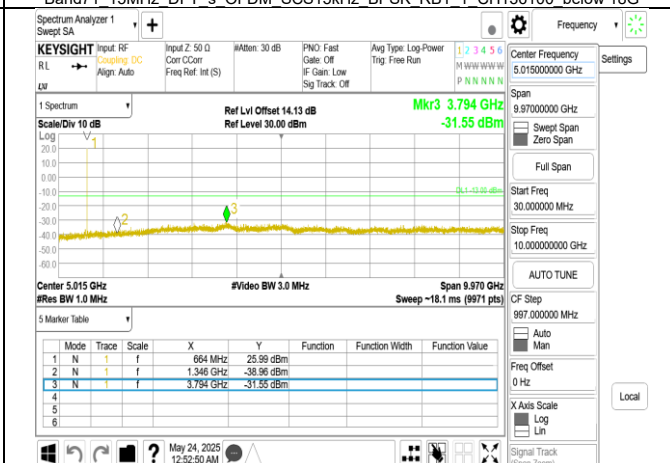 Band71_15MHz_DFT_s_OFDM_SCS15kHz_BPSK_RB1_1_CH136100_below 18G
Spectrum Analyzer 1
Swept SA
Frequency
KEYSIGHT
RL
LXI
Input: RF
Coupling: DC
Align: Auto
Input Z: 50 Ω
Corr CCorr
Freq Ref: Int (S)
#Atten: 30 dB
PNO: Fast
Gate: Off
IF Gain: Low
Sig Track: Off
Avg Type: Log-Power
Trig: Free Run
1 2 3 4 5 6
M W W W W W
P N N N N N
Center Frequency
5.015000000 GHz
Settings
Span
9.97000000 GHz
Swept Span
Zero Span
Full Span
Start Freq
30.000000 MHz
Stop Freq
10.000000000 GHz
AUTO TUNE
CF Step
997.000000 MHz
Auto
Man
Freq Offset
0 Hz
X Axis Scale
Log
Lin
Signal Track
(Span Zoom)
Local
1 Spectrum
Scale/Div 10 dB
Log
Ref Lvl Offset 14.13 dB
Ref Level 30.00 dBm
Mkr3 3.794 GHz
-31.55 dBm
20.0
10.0
0.00
-10.0
-20.0
-30.0
-40.0
-50.0
-60.0
1
2
3
DL1 -13.00 dBm
Center 5.015 GHz
#Res BW 1.0 MHz
#Video BW 3.0 MHz
Span 9.970 GHz
Sweep ~18.1 ms (9971 pts)
5 Marker Table
Mode Trace Scale X Y Function Function Width Function Value
1 N 1 f 664 MHz 25.99 dBm
2 N 1 f 1.346 GHz -38.96 dBm
3 N 1 f 3.794 GHz -31.55 dBm
4
5
6
?
May 24, 2025
12:52:50 AM